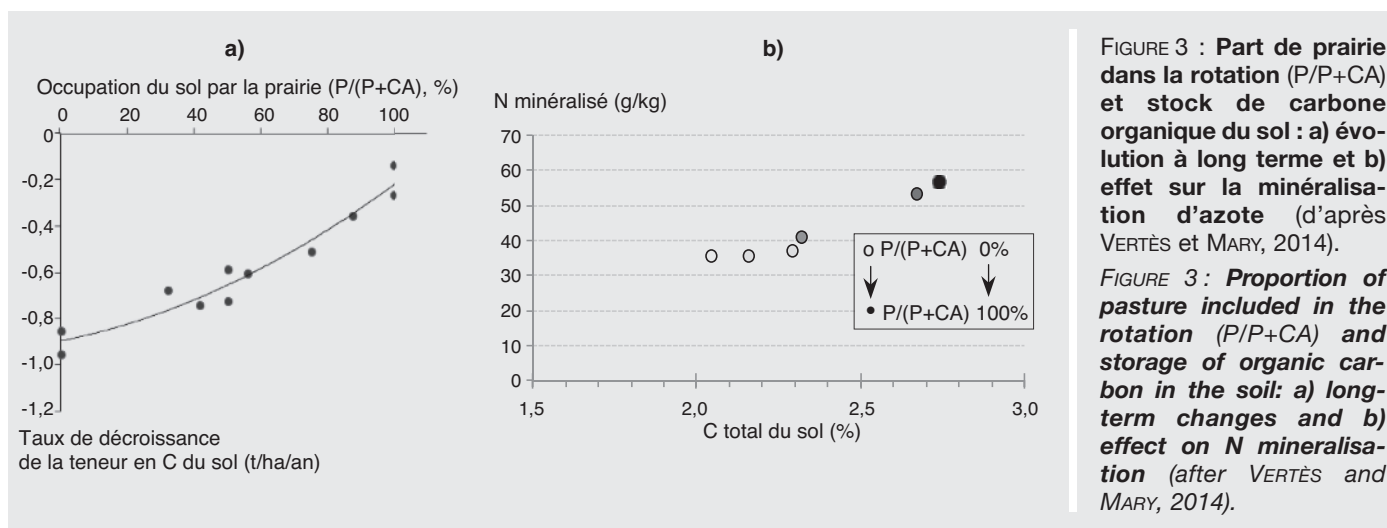 a)
Occupation du sol par la prairie (P/(P+CA), %)
0 20 40 60 80 100
0
-0,2
-0,4
-0,6
-0,8
-1,0
-1,2
Taux de décroissance
de la teneur en C du sol (t/ha/an)
b)
N minéralisé (g/kg)
70
60
50
40
30
20
10
0
1,5 2,0 2,5 3,0
C total du sol (%)
o P/(P+CA) 0%
• P/(P+CA) 100%
FIGURE 3 : Part de prairie
dans la rotation (P/P+CA)
et stock de carbone
organique du sol : a) évo-
lution à long terme et b)
effet sur la minéralisa-
tion d'azote (d'après
VERTÈS et MARY, 2014).
FIGURE 3 : Proportion of
pasture included in the
rotation (P/P+CA) and
storage of organic car-
bon in the soil: a) long-
term changes and b)
effect on N mineralisa-
tion (after VERTÈS and
MARY, 2014).